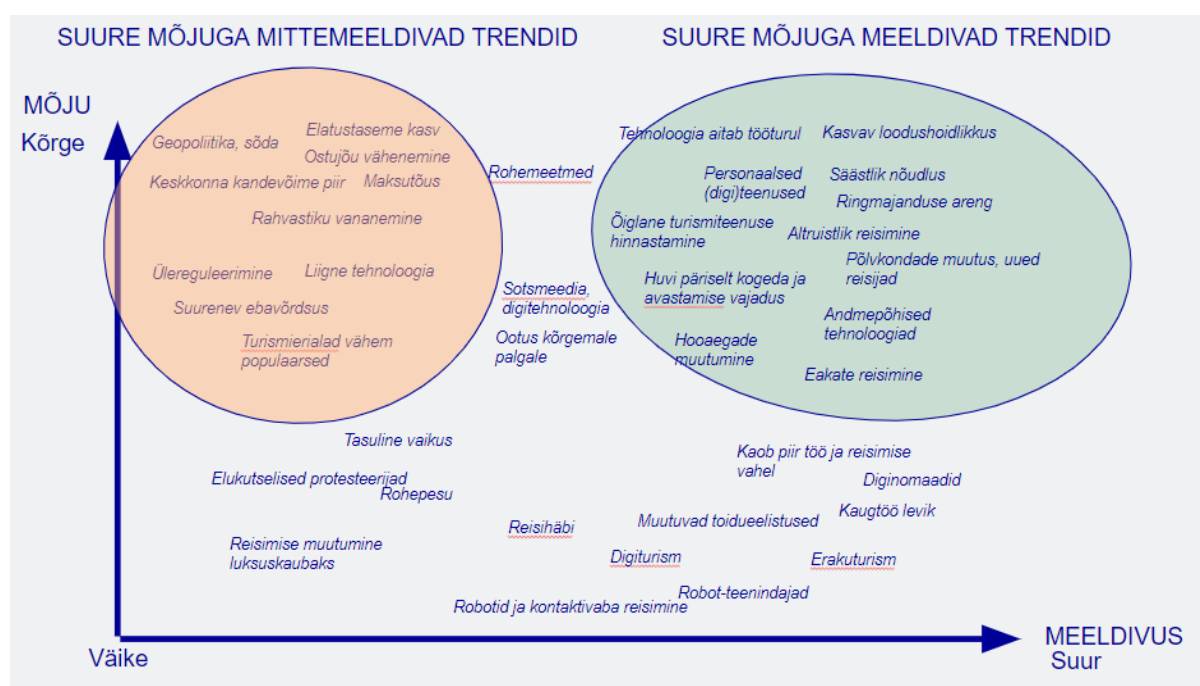 SUURE MÕJUGA MITTEMEELDIVAD TRENDID
SUURE MÕJUGA MEELDIVAD TRENDID
MÕJU
Kõrge
Geopoliitika, sõda
Elatustaseme kasv
Ostujõu vähenemine
Keskkonna kandevõime piir
Maksutõus
Rahvastiku vananemine
Ülereguleerimine
Liigne tehnoloogia
Suurenev ebavõrdsus
Turismierialad vähem
populaarsed
Rohemeetmed
Sotsmeedia,
digitehnoloogia
Ootus kõrgemale
palgale
Tehnoloogia aitab tööturul
Kasvav loodushoidlikkus
Personaalsed
(digi)teenused
Säästlik nõudlus
Ringmajanduse areng
Õiglane turismiteenuse
hinnastamine
Altruistlik reisimine
Põlvkondade muutus, uued
reisijad
Huvi päriselt kogeda ja
avastamise vajadus
Andmepõhised
tehnoloogiad
Hooaegade
muutumine
Eakate reisimine
Tasuline vaikus
Elukutselised protesteerijad
Rohepesu
Reisimise muutumine
luksuskaubaks
Reisihäbi
Robotid ja kontaktivaba reisimine
Kaob piir töö ja reisimise
vahel
Diginomaadid
Kaugtöö levik
Muutuvad toidueelistused
Digiturism
Erakuturism
Robot-teenindajad
Väike
MEELDIVUS
Suur